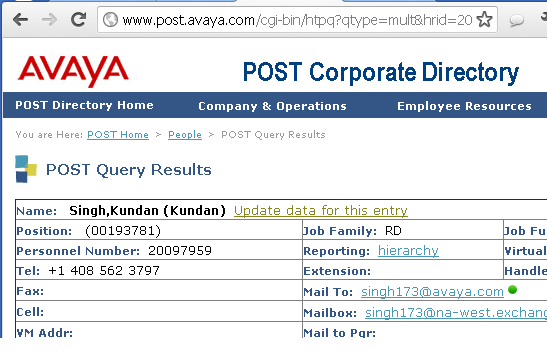 www.post.avaya.com/cgi-bin/htpq?qtype=mult&hrid=20
AVAYA
POST Corporate Directory
POST Directory Home Company & Operations Employee Resources
You are Here: POST Home > People > POST Query Results
POST Query Results
Name: Singh,Kundan (Kundan) Update data for this entry
Position: (00193781) Job Family: RD Job Fu
Personnel Number: 20097959 Reporting: hierarchy Virtual
Tel: +1 408 562 3797 Extension: Handle
Fax: Mail To: singh173@avaya.com
Cell: Mailbox: singh173@na-west.exchang
VM Addr: Mail to Pgr: